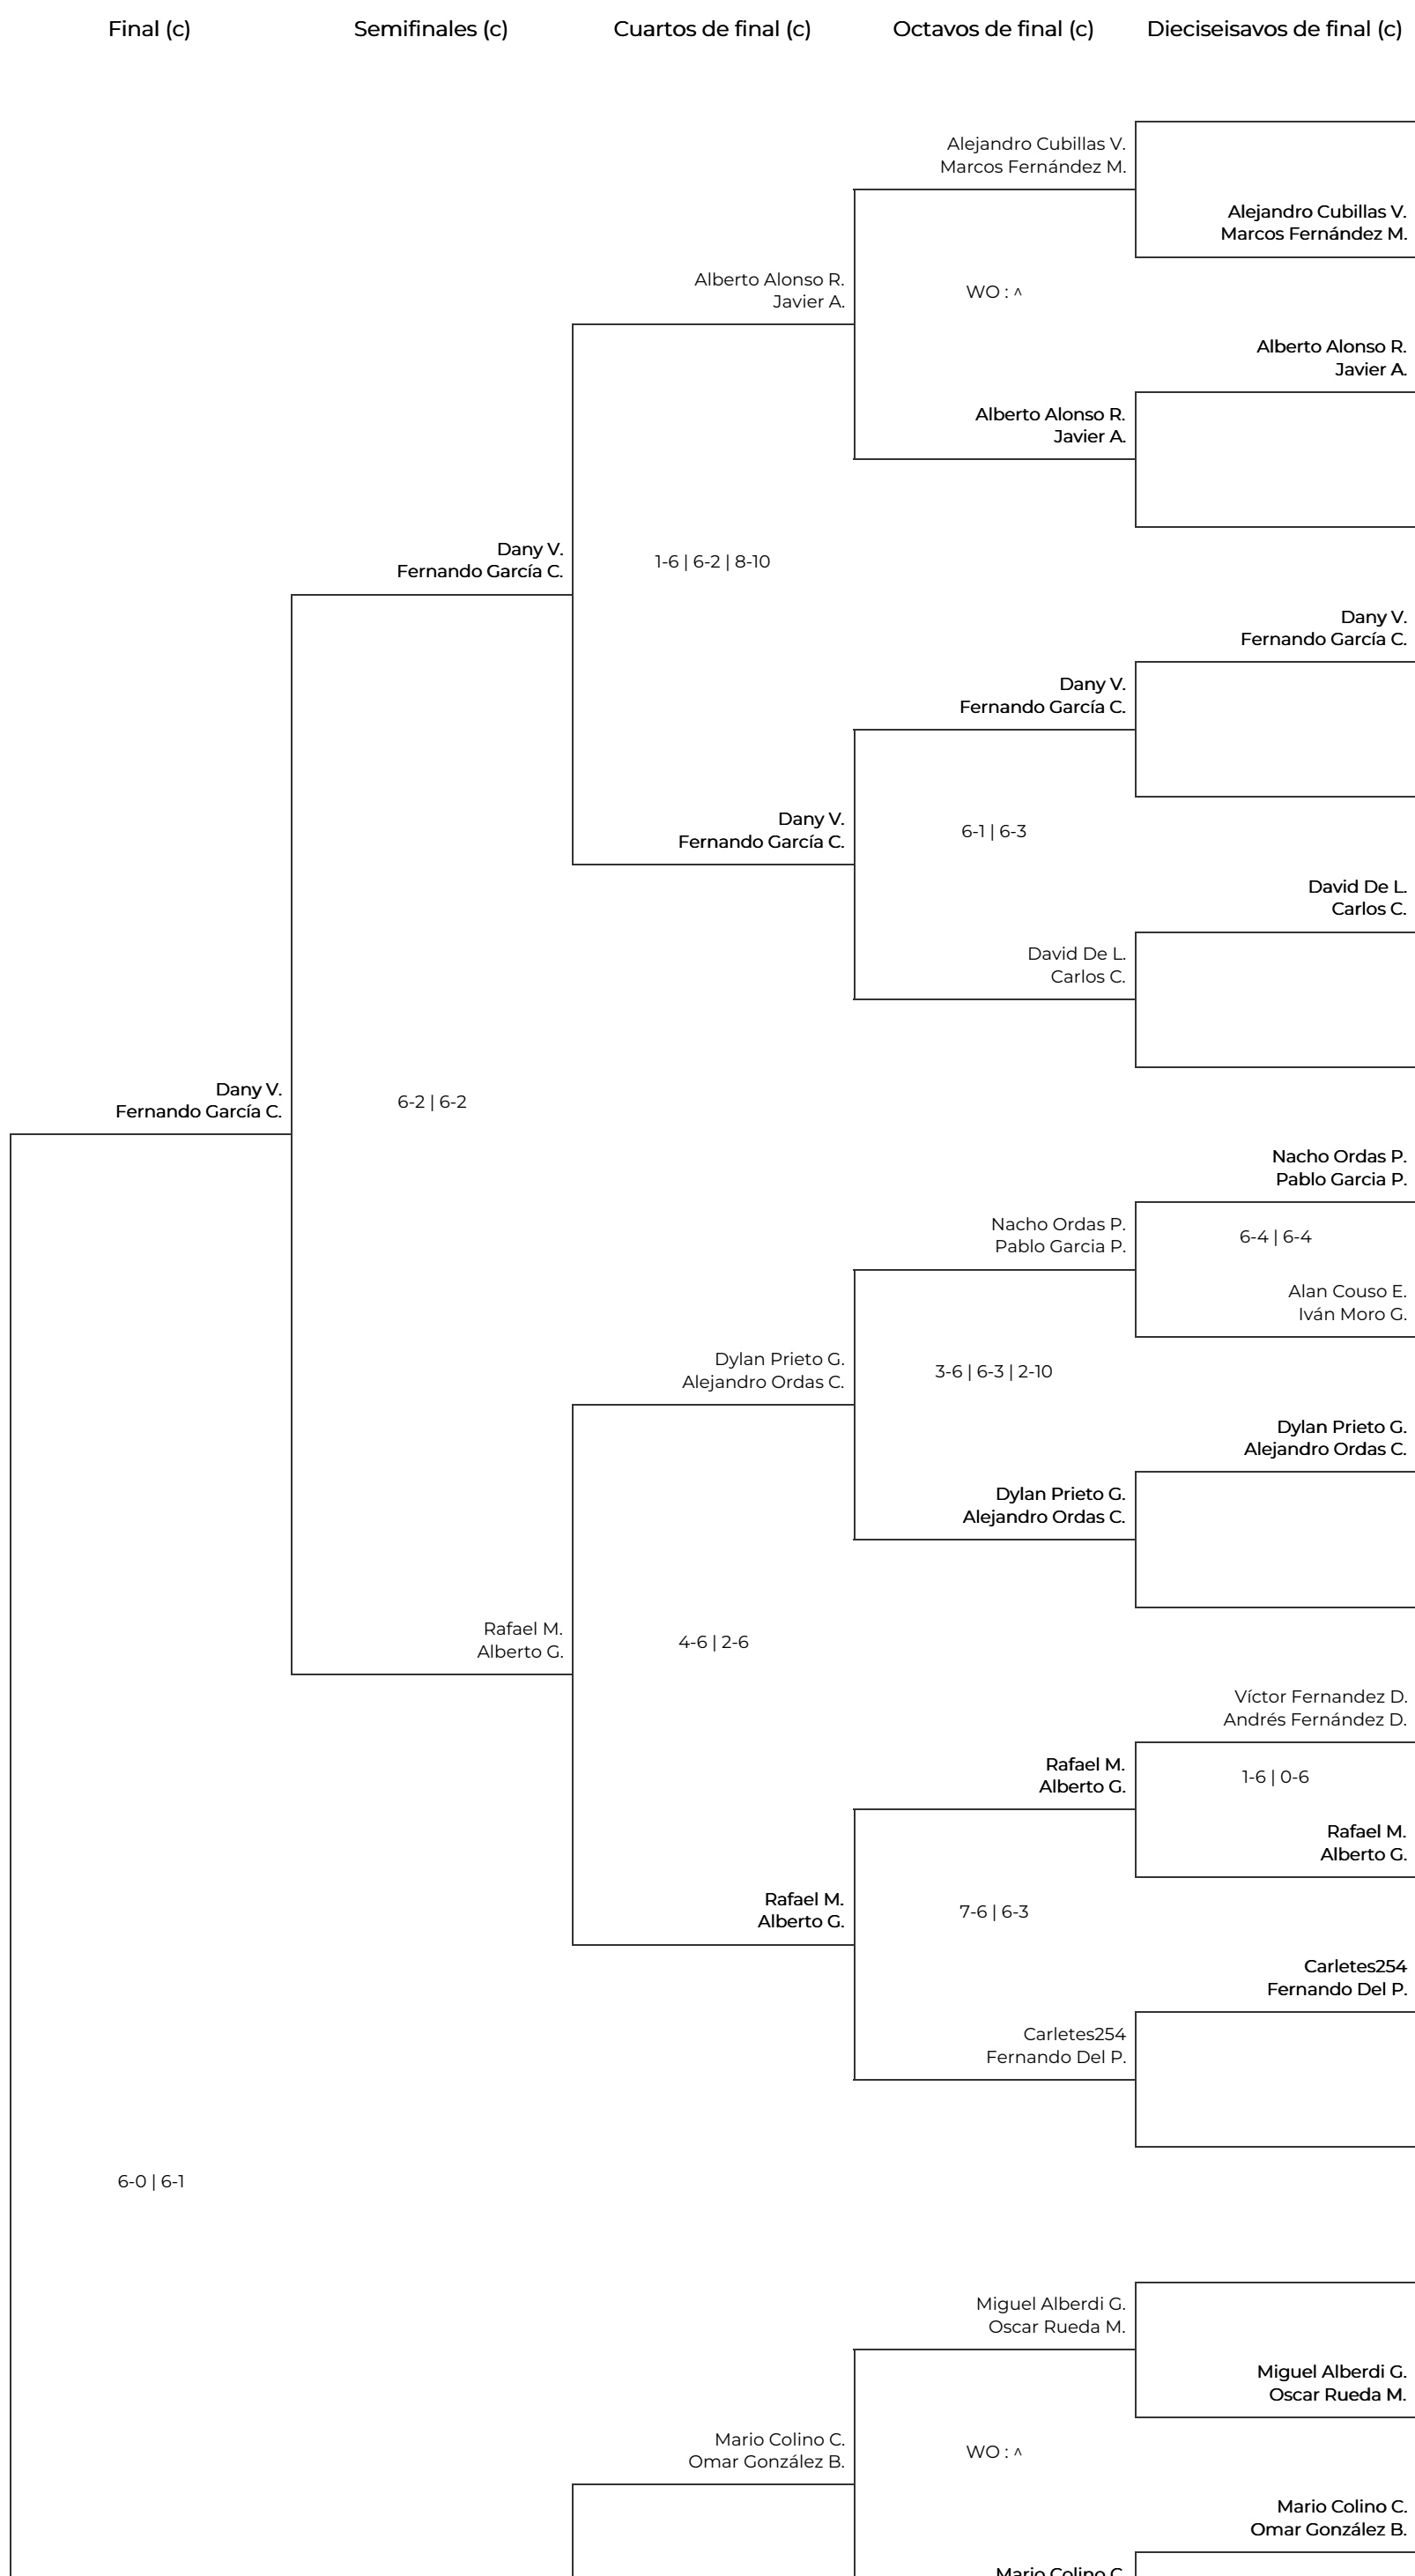 Final (c)
Semifinales (c)
Cuartos de final (c)
Octavos de final (c)
Dieciseisavos de final (c)
Alejandro Cubillas V.
Marcos Fernández M.
Alejandro Cubillas V.
Marcos Fernández M.
Alberto Alonso R.
Javier A.
WO : ^
Alberto Alonso R.
Javier A.
Alberto Alonso R.
Javier A.
Dany V.
Fernando García C.
1-6 | 6-2 | 8-10
Dany V.
Fernando García C.
Dany V.
Fernando García C.
Dany V.
Fernando García C.
6-1 | 6-3
David De L.
Carlos C.
David De L.
Carlos C.
Dany V.
Fernando García C.
6-2 | 6-2
Nacho Ordas P.
Pablo Garcia P.
Nacho Ordas P.
Pablo Garcia P.
6-4 | 6-4
Alan Couso E.
Iván Moro G.
Dylan Prieto G.
Alejandro Ordas C.
3-6 | 6-3 | 2-10
Dylan Prieto G.
Alejandro Ordas C.
Dylan Prieto G.
Alejandro Ordas C.
Rafael M.
Alberto G.
4-6 | 2-6
Víctor Fernandez D.
Andrés Fernández D.
Rafael M.
Alberto G.
1-6 | 0-6
Rafael M.
Alberto G.
Rafael M.
Alberto G.
7-6 | 6-3
Carletes254
Fernando Del P.
Carletes254
Fernando Del P.
6-0 | 6-1
Miguel Alberdi G.
Oscar Rueda M.
Miguel Alberdi G.
Oscar Rueda M.
Mario Colino C.
Omar González B.
WO : ^
Mario Colino C.
Omar González B.
Mario Colino C.